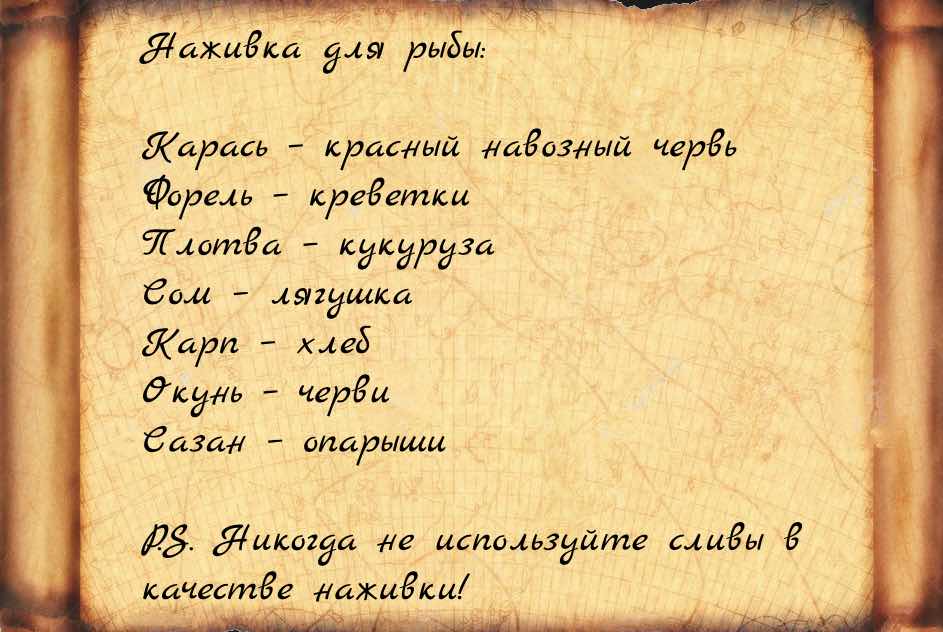 Наживка для рыбы:
Карась - красный навозный червь
Форель - креветки
Плотва - кукуруза
Сом - лягушка
Карп - хлеб
Окунь - черви
Сазан - опарыши
P.S. Никогда не используйте сливы в
качестве наживки!